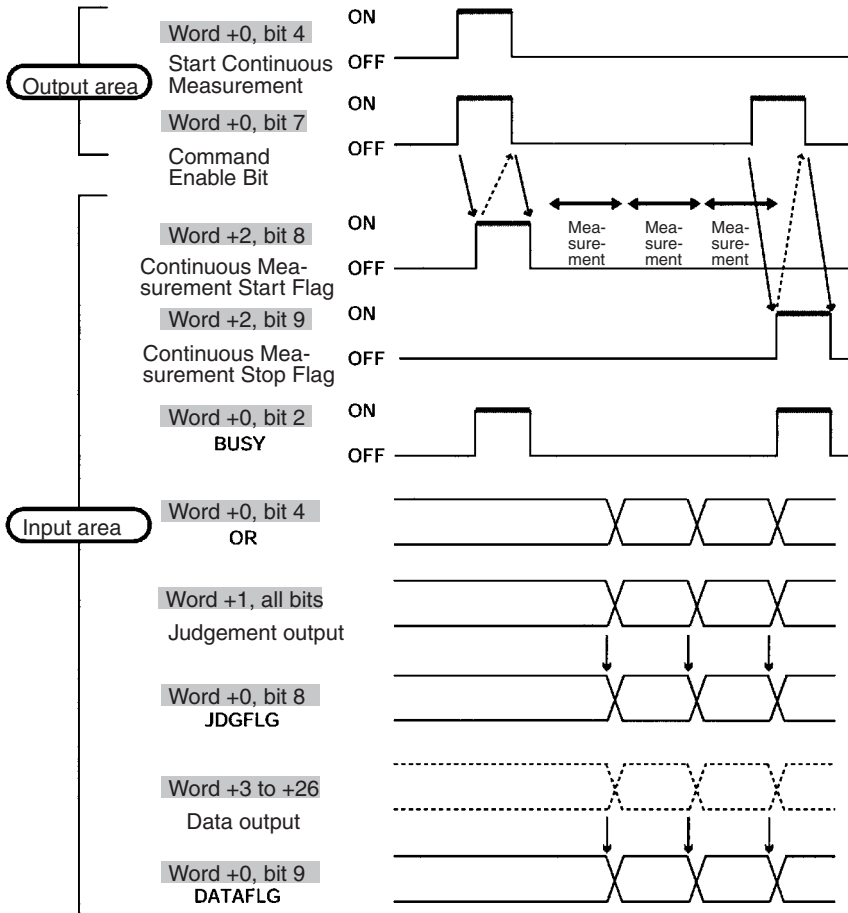 ON
Word +0, bit 4
Start Continuous
Measurement
OFF
Output area
ON
Word +0, bit 7
OFF
Command
Enable Bit
ON
Word +2, bit 8
OFF
Continuous Mea-
surement Start Flag
Mea-
sure-
ment
Mea-
sure-
ment
Mea-
sure-
ment
ON
Word +2, bit 9
OFF
Continuous Mea-
surement Stop Flag
ON
Word +0, bit 2
BUSY
OFF
Input area
Word +0, bit 4
OR
Word +1, all bits
Judgement output
Word +0, bit 8
JDGFLG
Word +3 to +26
Data output
Word +0, bit 9
DATAFLG